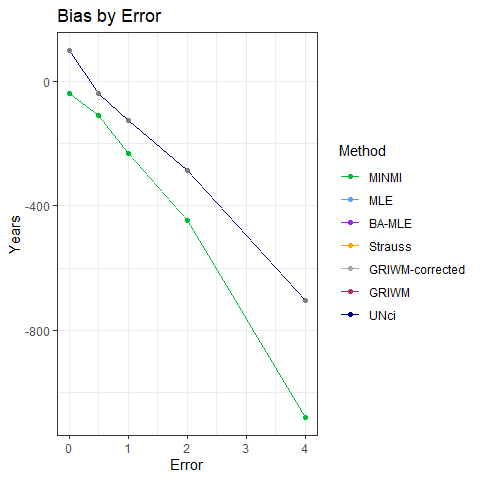 Bias by Error
0
-400
-800
Years
0
1
2
3
4
Error
Method
MINMI
MLE
BA-MLE
Strauss
GRIWM-corrected
GRIWM
UNci